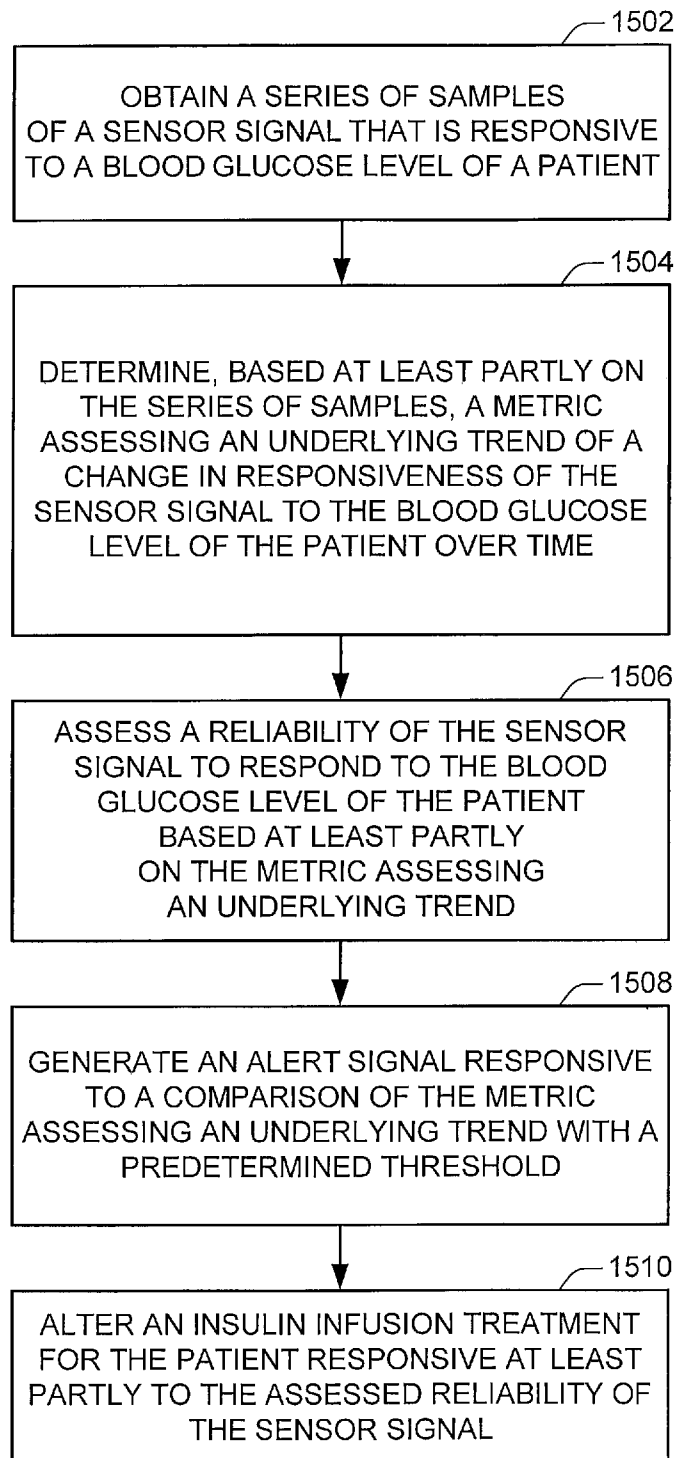 1502
OBTAIN A SERIES OF SAMPLES
OF A SENSOR SIGNAL THAT IS RESPONSIVE
TO A BLOOD GLUCOSE LEVEL OF A PATIENT
1504
DETERMINE, BASED AT LEAST PARTLY ON
THE SERIES OF SAMPLES, A METRIC
ASSESSING AN UNDERLYING TREND OF A
CHANGE IN RESPONSIVENESS OF THE
SENSOR SIGNAL TO THE BLOOD GLUCOSE
LEVEL OF THE PATIENT OVER TIME
1506
ASSESS A RELIABILITY OF THE SENSOR
SIGNAL TO RESPOND TO THE BLOOD
GLUCOSE LEVEL OF THE PATIENT
BASED AT LEAST PARTLY
ON THE METRIC ASSESSING
AN UNDERLYING TREND
1508
GENERATE AN ALERT SIGNAL RESPONSIVE
TO A COMPARISON OF THE METRIC
ASSESSING AN UNDERLYING TREND WITH A
PREDETERMINED THRESHOLD
1510
ALTER AN INSULIN INFUSION TREATMENT
FOR THE PATIENT RESPONSIVE AT LEAST
PARTLY TO THE ASSESSED RELIABILITY OF
THE SENSOR SIGNAL